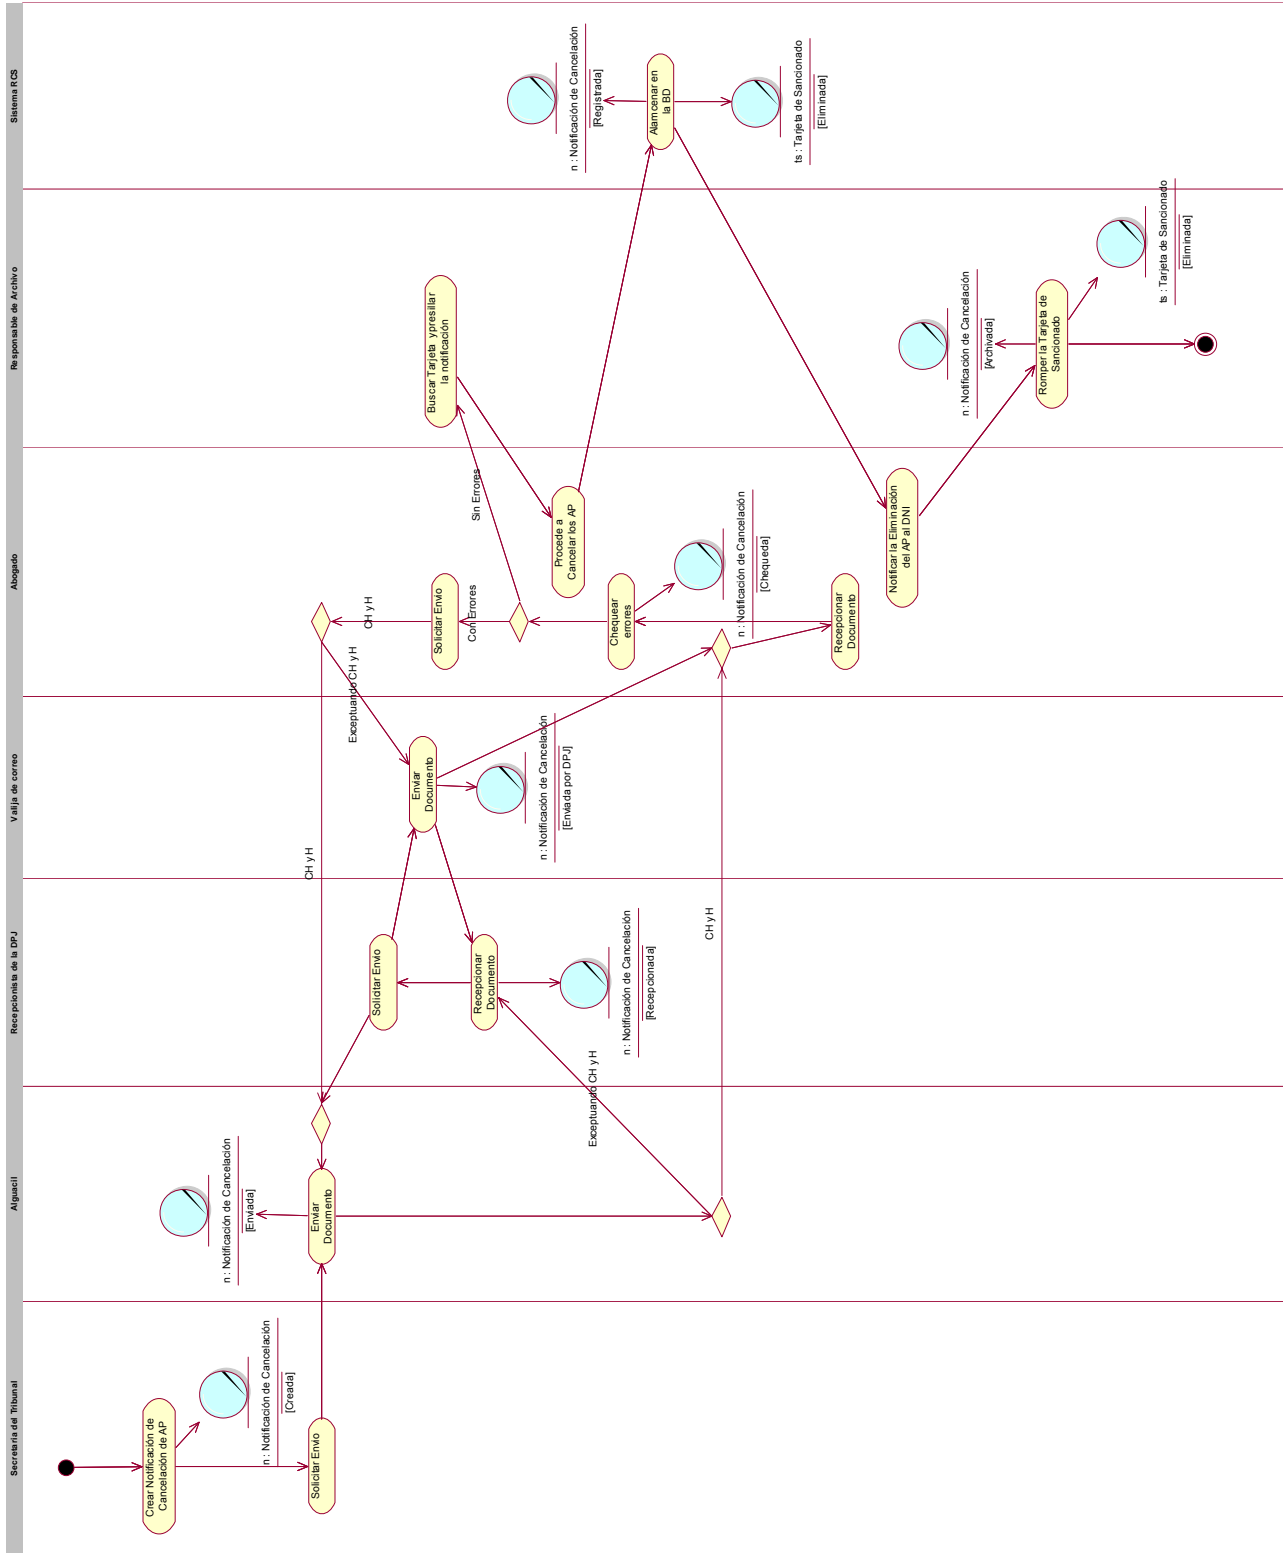 Secretaria del Tribunal
Alguacil
Recepcionista de la DPJ
Valija de correo
Abogado
Responsable de Archivo
Sistema RCS
Crear Notificación de
Cancelación de AP
n : Notificación de Cancelación
[Creada]
Solicitar Envio
n : Notificación de Cancelación
[Enviada]
Enviar
Documento
CH y H
Exceptuando CH y H
CH y H
Solicitar Envio
Recepcionar
Documento
n : Notificación de Cancelación
[Recepcionada]
Enviar
Documento
n : Notificación de Cancelación
[Enviada por DPJ]
CH y H
Exceptuando CH y H
Solicitar Envio
Con Errores
Sin Errores
Chequear
errores
n : Notificación de Cancelación
[Chequeda]
Recepcionar
Documento
Buscar Tarjeta ypresillar
la notificación
Procede a
Cancelar los AP
n : Notificación de Cancelación
[Registrada]
Alamcenar en
la BD
ts : Tarjeta de Sancionado
[Eliminada]
Notificar la Eliminación
del AP al DNI
n : Notificación de Cancelación
[Archivada]
Romper la Tarjeta de
Sancionado
ts : Tarjeta de Sancionado
[Eliminada]